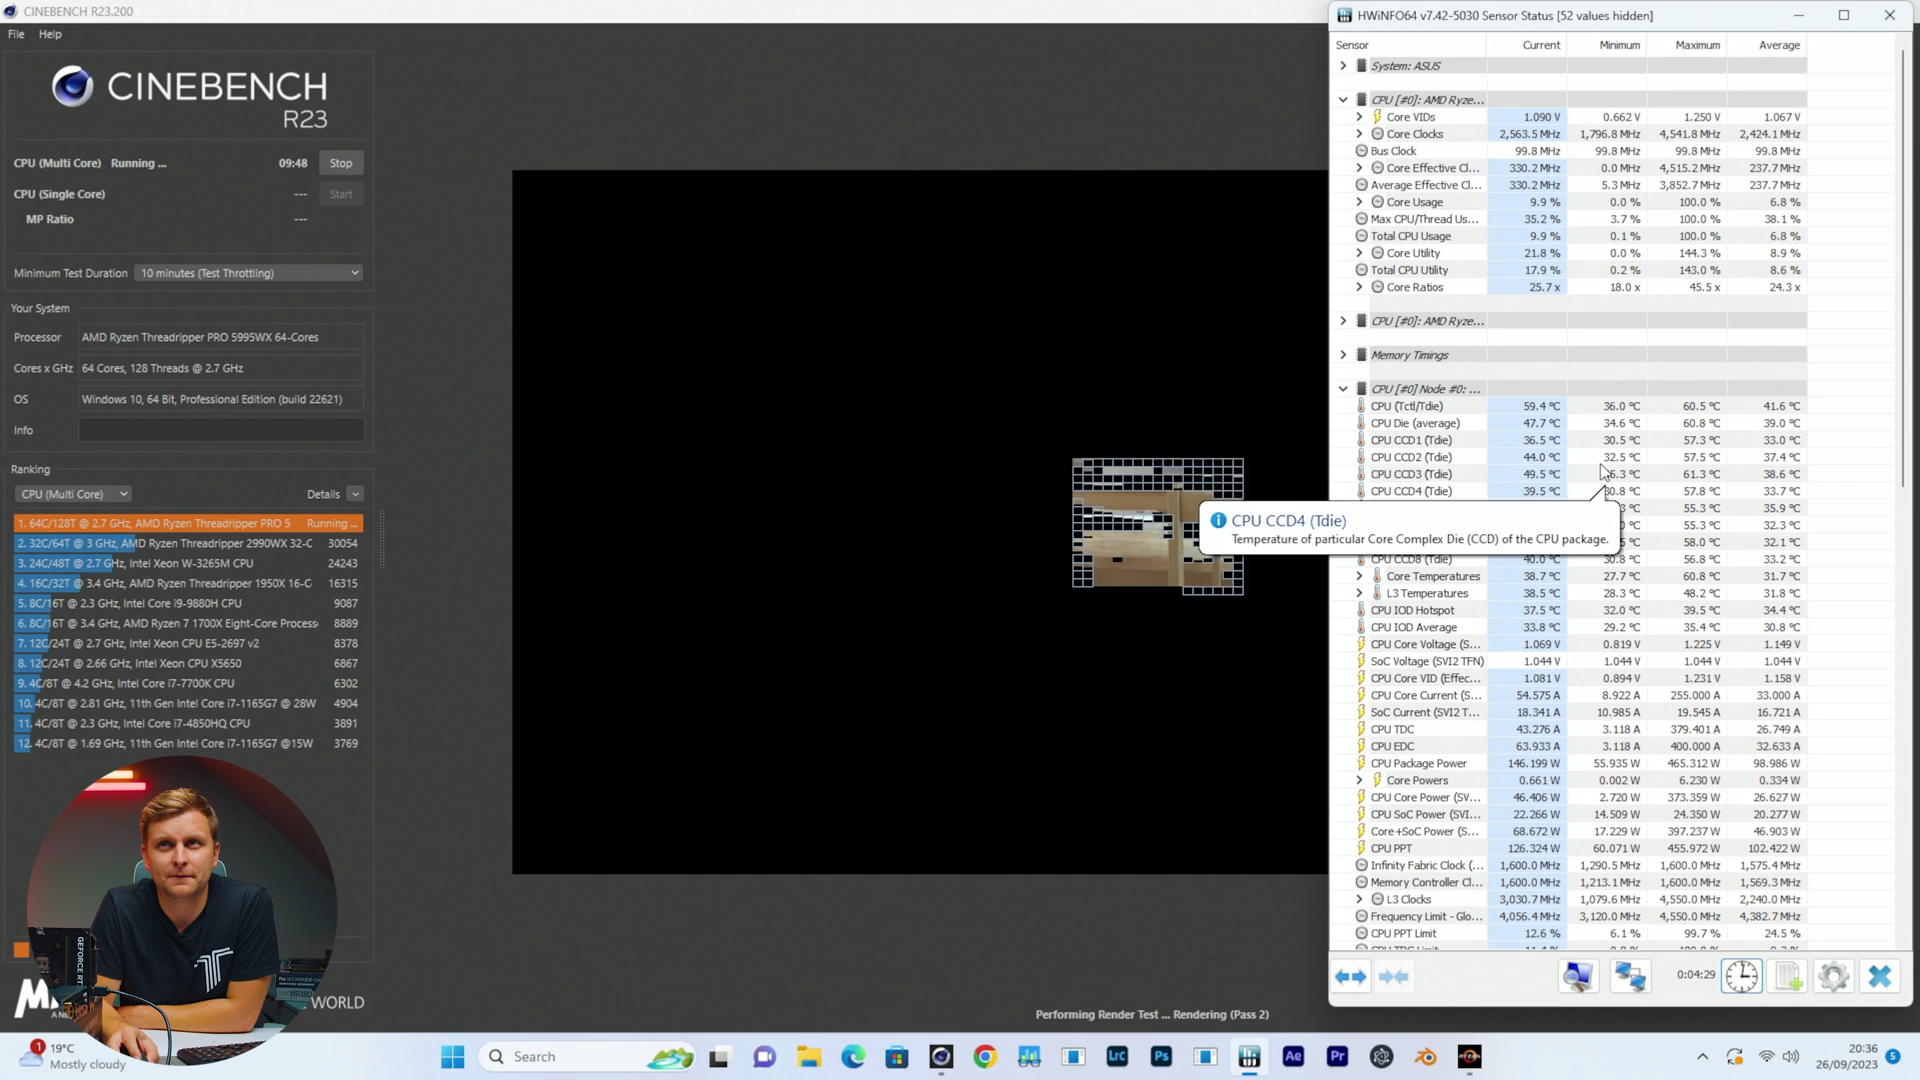 CINEBENCH R23.200
File Help
CINEBENCH
R23
CPU (Multi Core) Running ... 09:48 Stop
CPU (Single Core) --- Start
MP Ratio ---
Minimum Test Duration 10 minutes (Test Throttling)
Your System
Processor AMD Ryzen Threadripper PRO 5995WX 64-Cores
Cores x GHz 64 Cores, 128 Threads @ 2.7 GHz
OS Windows 10, 64 Bit, Professional Edition (build 22621)
Info
Ranking
CPU (Multi Core) Details
1. 64C/128T @ 2.7 GHz, AMD Ryzen Threadripper PRO 5 Running ...
2. 32C/64T @ 3 GHz, AMD Ryzen Threadripper 2990WX 32-C 30054
3. 24C/48T @ 2.7 GHz, Intel Xeon W-3265M CPU 24243
4. 16C/32T @ 3.4 GHz, AMD Ryzen Threadripper 1950X 16-C 16315
5. 8C/16T @ 2.3 GHz, Intel Core i9-9880H CPU 9087
6. 8C/16T @ 3.4 GHz, AMD Ryzen 7 1700X Eight-Core Process 8889
7. 12C/24T @ 2.7 GHz, Intel Xeon CPU E5-2697 v2 8378
8. 12C/24T @ 2.66 GHz, Intel Xeon CPU X5650 6867
9. 4C/8T @ 4.2 GHz, Intel Core i7-7700K CPU 6302
10. 4C/8T @ 2.81 GHz, 11th Gen Intel Core i7-1165G7 @ 28W 4904
11. 4C/8T @ 2.3 GHz, Intel Core i7-4850HQ CPU 3891
12. 4C/8T @ 1.69 GHz, 11th Gen Intel Core i7-1165G7 @15W 3769
GEFORCE RT
WORLD
Performing Render Test ... Rendering (Pass 2)
HWiNFO64 v7.42-5030 Sensor Status [52 values hidden]
Sensor Current Minimum Maximum Average
System: ASUS
CPU [#0]: AMD Ryze...
Core VIDs 1.090 V 0.662 V 1.250 V 1.067 V
Core Clocks 2,563.5 MHz 1,796.8 MHz 4,541.8 MHz 2,424.1 MHz
Bus Clock 99.8 MHz 99.8 MHz 99.8 MHz 99.8 MHz
Core Effective Cl... 330.2 MHz 0.0 MHz 4,515.2 MHz 237.7 MHz
Average Effective Cl... 330.2 MHz 5.3 MHz 3,852.7 MHz 237.7 MHz
Core Usage 9.9 % 0.0 % 100.0 % 6.8 %
Max CPU/Thread Us... 35.2 % 3.7 % 100.0 % 38.1 %
Total CPU Usage 9.9 % 0.1 % 100.0 % 6.8 %
Core Utility 21.8 % 0.0 % 144.3 % 8.9 %
Total CPU Utility 17.9 % 0.2 % 143.0 % 8.6 %
Core Ratios 25.7 x 18.0 x 45.5 x 24.3 x
CPU [#0]: AMD Ryze...
Memory Timings
CPU [#0] Node #0: ...
CPU (Tctl/Tdie) 59.4 °C 36.0 °C 60.5 °C 41.6 °C
CPU Die (average) 47.7 °C 34.6 °C 60.8 °C 39.0 °C
CPU CCD1 (Tdie) 36.5 °C 30.5 °C 57.3 °C 33.0 °C
CPU CCD2 (Tdie) 44.0 °C 32.5 °C 57.5 °C 37.4 °C
CPU CCD3 (Tdie) 49.5 °C 5.3 °C 61.3 °C 38.6 °C
CPU CCD4 (Tdie) 39.5 °C 30.8 °C 57.8 °C 33.7 °C
55.3 °C 35.9 °C
CPU CCD4 (Tdie)
55.3 °C 32.3 °C
Temperature of particular Core Complex Die (CCD) of the CPU package.
58.0 °C 32.1 °C
CPU CCD8 (Tdie) 40.0 °C 30.8 °C 56.8 °C 33.2 °C
Core Temperatures 38.7 °C 27.7 °C 60.8 °C 31.7 °C
L3 Temperatures 38.5 °C 28.3 °C 48.2 °C 31.8 °C
CPU IOD Hotspot 37.5 °C 32.0 °C 39.5 °C 34.4 °C
CPU IOD Average 33.8 °C 29.2 °C 35.4 °C 30.8 °C
CPU Core Voltage (S... 1.069 V 0.819 V 1.225 V 1.149 V
SoC Voltage (SVI2 TFN) 1.044 V 1.044 V 1.044 V 1.044 V
CPU Core VID (Effec... 1.081 V 0.894 V 1.231 V 1.158 V
CPU Core Current (S... 54.575 A 8.922 A 255.000 A 33.000 A
SoC Current (SVI2 T... 18.341 A 10.985 A 19.545 A 16.721 A
CPU TDC 43.276 A 3.118 A 379.401 A 26.749 A
CPU EDC 63.933 A 3.118 A 400.000 A 32.633 A
CPU Package Power 146.199 W 55.935 W 465.312 W 98.986 W
Core Powers 0.661 W 0.002 W 6.230 W 0.334 W
CPU Core Power (SV... 46.406 W 2.720 W 373.359 W 26.627 W
CPU SoC Power (SVI... 22.266 W 14.509 W 24.350 W 20.277 W
Core+SoC Power (S... 68.672 W 17.229 W 397.237 W 46.903 W
CPU PPT 126.324 W 60.071 W 455.972 W 102.422 W
Infinity Fabric Clock (... 1,600.0 MHz 1,290.5 MHz 1,600.0 MHz 1,575.4 MHz
Memory Controller Cl... 1,600.0 MHz 1,213.1 MHz 1,600.0 MHz 1,569.3 MHz
L3 Clocks 3,030.7 MHz 1,079.6 MHz 4,550.0 MHz 2,240.0 MHz
Frequency Limit - Glo... 4,056.4 MHz 3,120.0 MHz 4,550.0 MHz 4,382.7 MHz
CPU PPT Limit 12.6 % 6.1 % 99.7 % 24.5 %
0:04:29
1
19°C
Mostly cloudy
Search
LrC Ps Ae Pr
20:36
26/09/2023
5